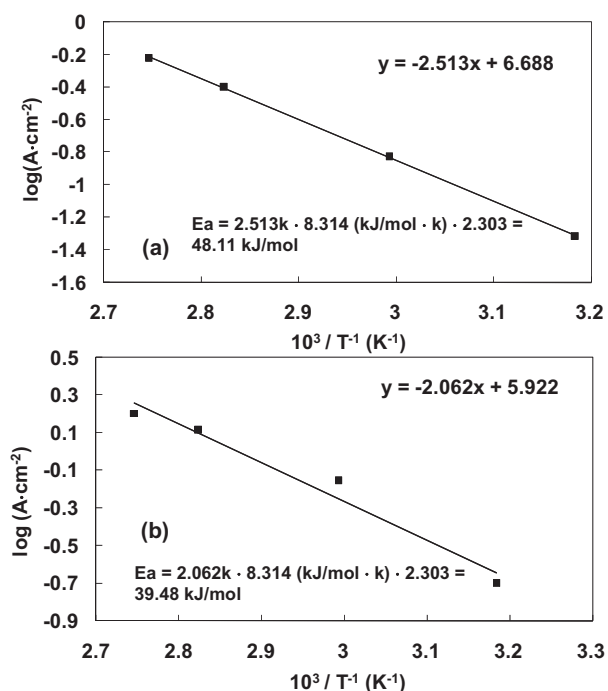 0
-0.2
-0.4
-0.6
-0.8
-1
-1.2
-1.4
-1.6
log(A·cm-2)
y = -2.513x + 6.688
Ea = 2.513k · 8.314 (kJ/mol · k) · 2.303 =
48.11 kJ/mol
(a)
2.7 2.8 2.9 3 3.1 3.2
10³ / T⁻¹ (K⁻¹)
0.5
0.3
0.1
-0.1
-0.3
-0.5
-0.7
-0.9
log (A·cm-2)
y = -2.062x + 5.922
(b)
Ea = 2.062k · 8.314 (kJ/mol · k) · 2.303 =
39.48 kJ/mol
2.7 2.8 2.9 3 3.1 3.2 3.3
10³ / T⁻¹ (K⁻¹)